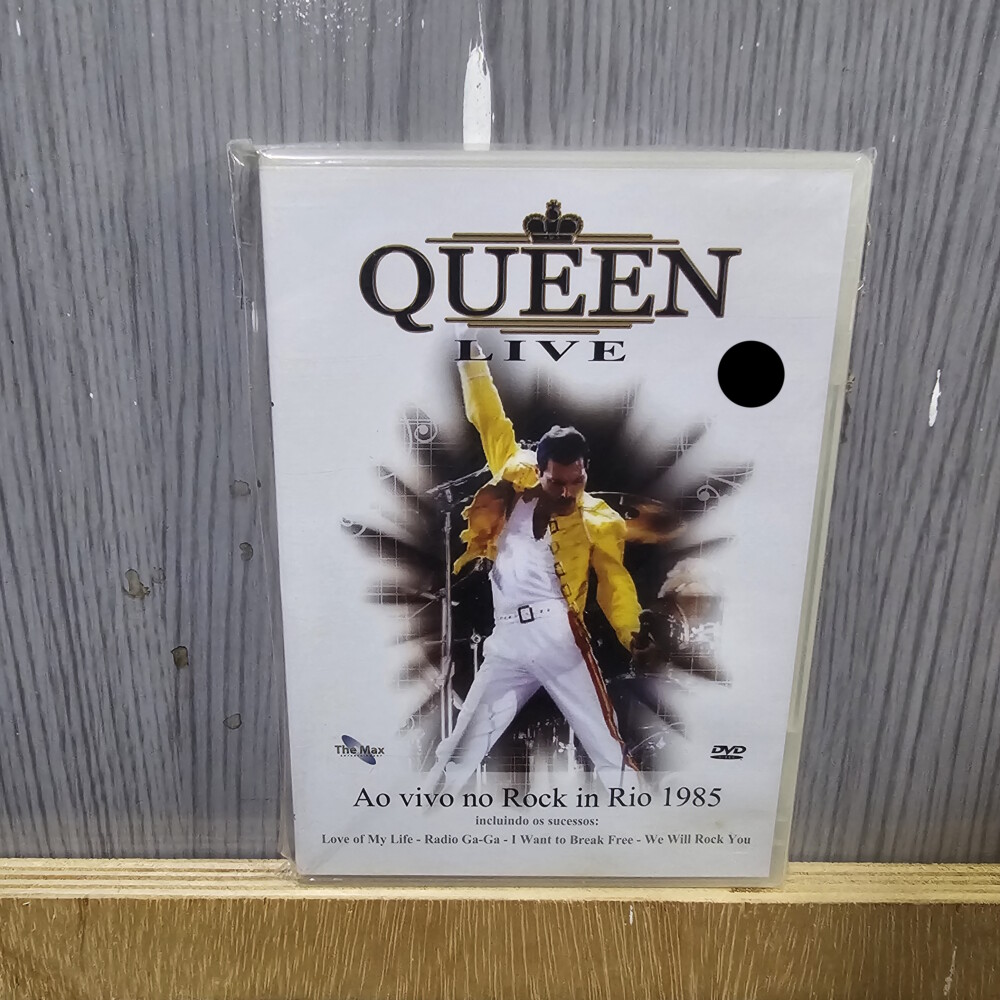 QUEEN
LIVE
The Max
DVD
Ao vivo no Rock in Rio 1985
incluindo os sucessos:
Love of My Life - Radio Ga-Ga - I Want to Break Free - We Will Rock You